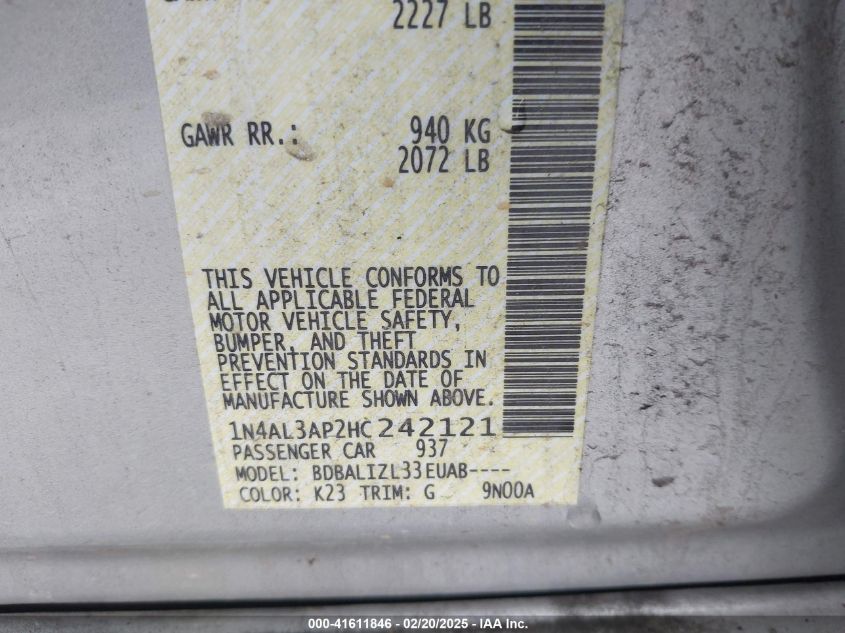 2227 LB
GAWR RR.: 940 KG
2072 LB
THIS VEHICLE CONFORMS TO
ALL APPLICABLE FEDERAL
MOTOR VEHICLE SAFETY,
BUMPER, AND THEFT
PREVENTION STANDARDS IN
EFFECT ON THE DATE OF
MANUFACTURE SHOWN ABOVE.
1N4AL3AP2HC242121
PASSENGER CAR 937
MODEL: BDBALIZL33EUAB----
COLOR: K23 TRIM: G 9N00A
000-41611846 - 02/20/2025 - IAA Inc.